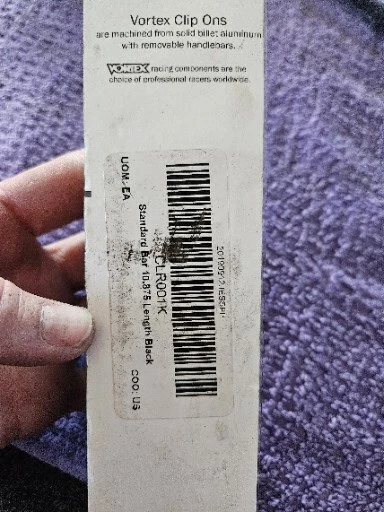 Vortex Clip Ons
are machined from solid billet aluminum
with removable handlebars.
VORTEX racing components are the
choice of professional racers worldwide.
UOM: EA
CLR001K
Standard Bar 10.875 Length Black
COO: US